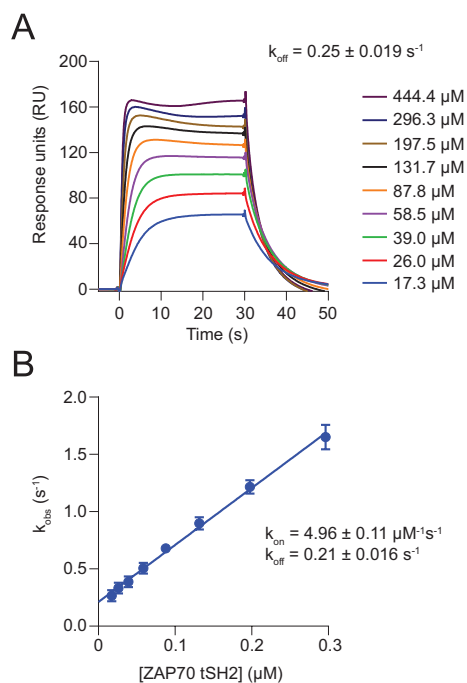 A
k_off = 0.25 ± 0.019 s⁻¹
200
160
120
80
40
0
Response units (RU)
0 10 20 30 40 50
Time (s)
444.4 µM
296.3 µM
197.5 µM
131.7 µM
87.8 µM
58.5 µM
39.0 µM
26.0 µM
17.3 µM
B
2.0
1.5
1.0
0.5
0.0
k_obs (s⁻¹)
k_on = 4.96 ± 0.11 µM⁻¹s⁻¹
k_off = 0.21 ± 0.016 s⁻¹
0 0.1 0.2 0.3
[ZAP70 tSH2] (µM)